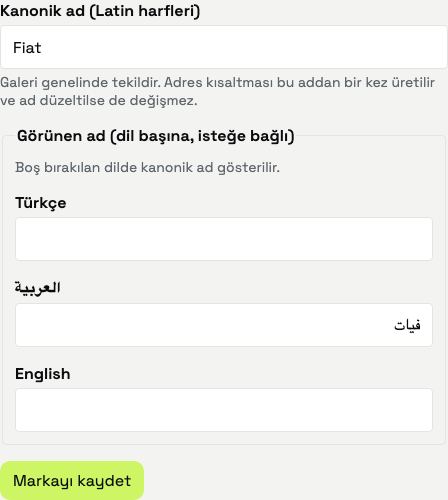 Kanonik ad (Latin harfleri)
Fiat
Galeri genelinde tekildir. Adres kısaltması bu addan bir kez üretilir
ve ad düzeltilse de değişmez.
Görünen ad (dil başına, isteğe bağlı)
Boş bırakılan dilde kanonik ad gösterilir.
Türkçe
العربية
فيات
English
Markayı kaydet